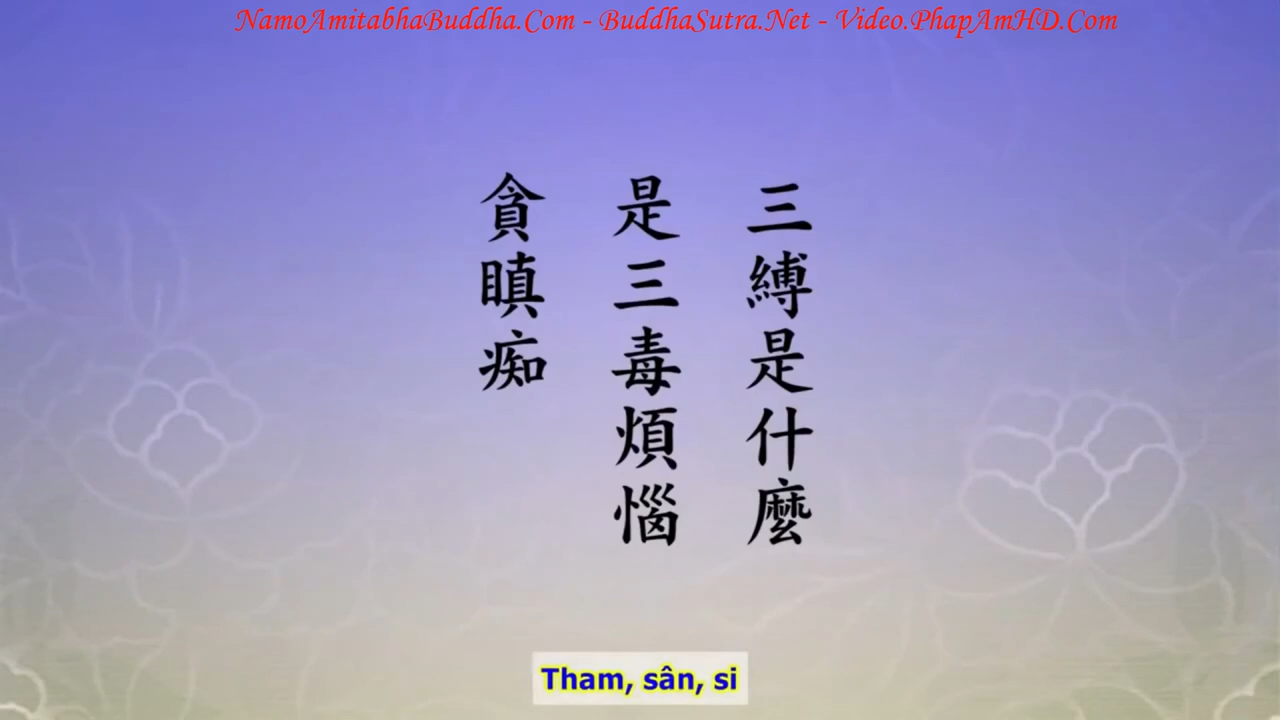 NamoAmitabhaBuddha.Com - BuddhaSutra.Net - Video.PhapAmHD.Com
三縛是什麼
是三毒煩惱
貪瞋痴
Tham, sân, si